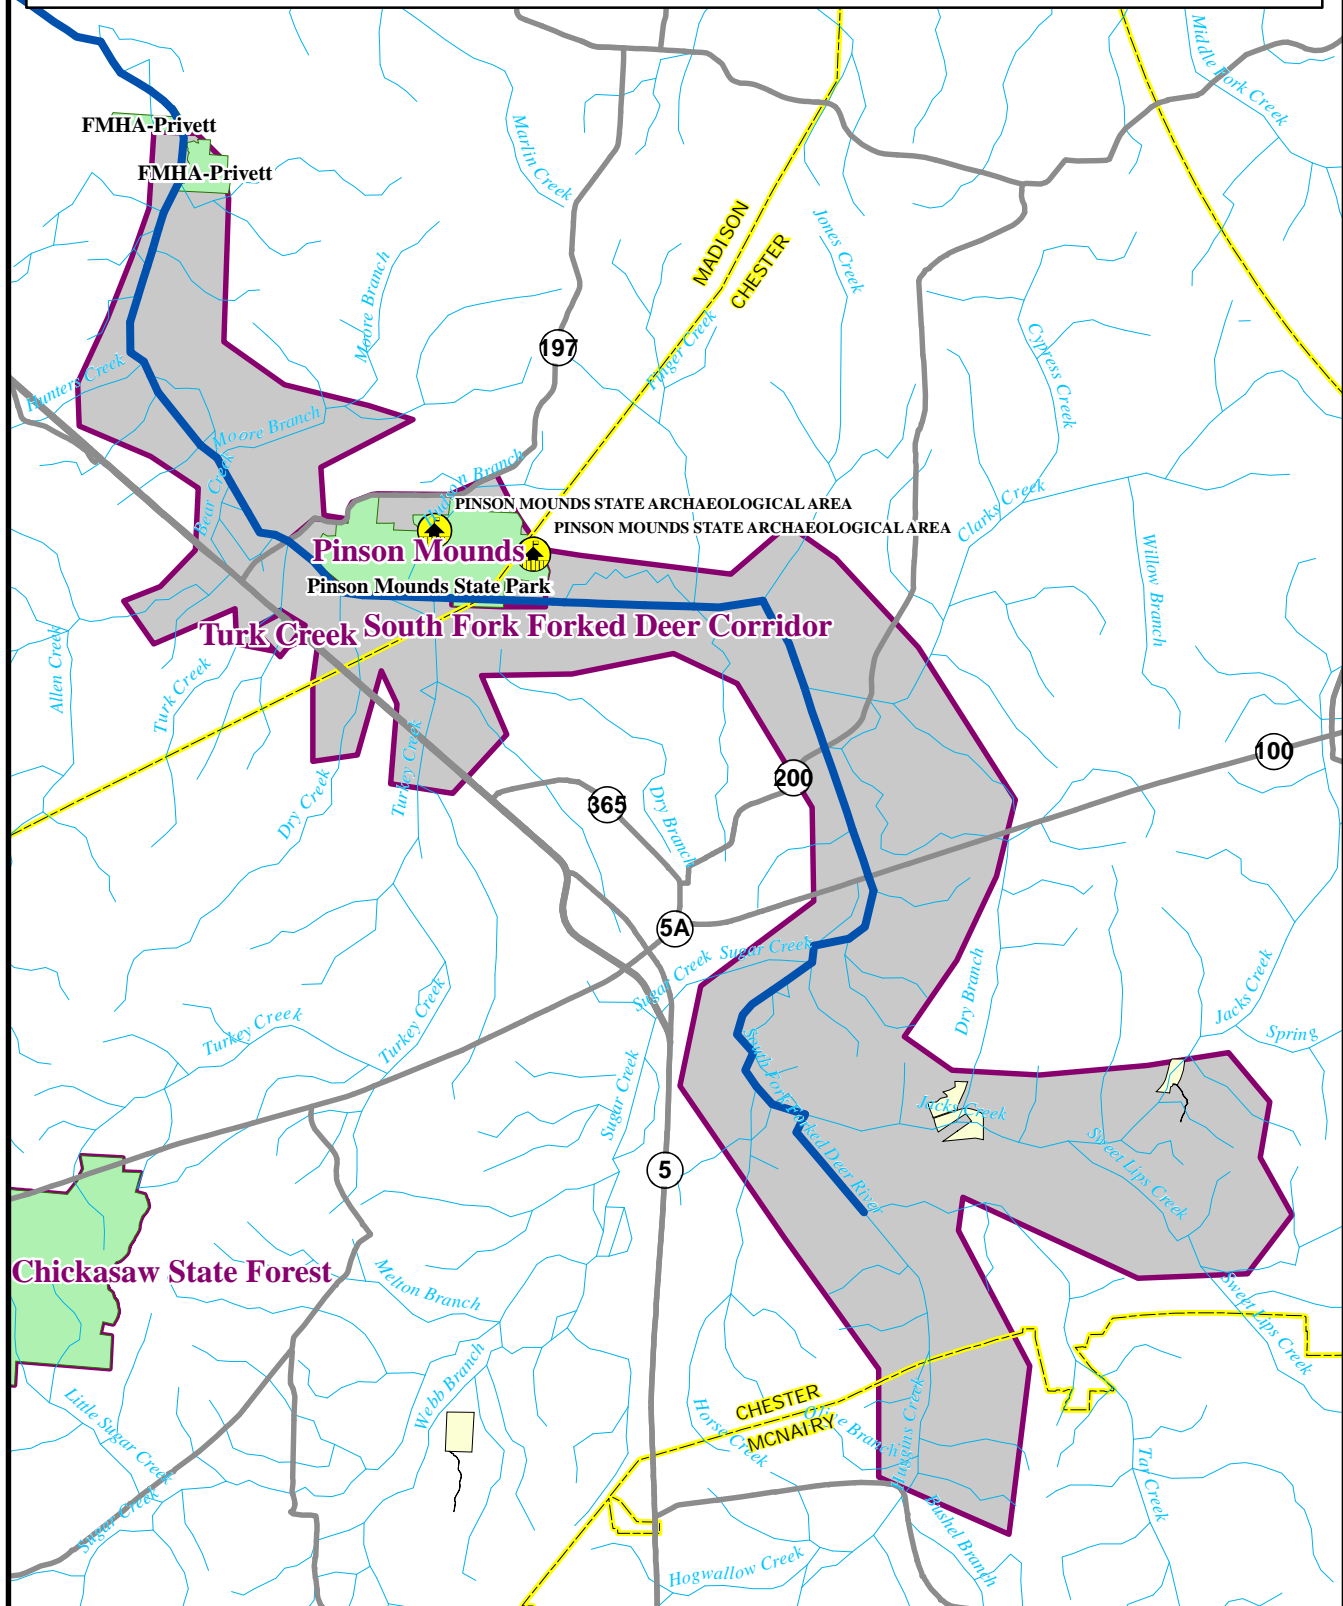 Middle Fork Creek
FMHA-Privett
FMHA-Privett
Marlin Creek
MADISON
CHESTER
Jones Creek
Moore Branch
197
Finger Creek
Cypress Creek
Hunters Creek
Moore Branch
Bear Creek
Hudson Branch
PINSON MOUNDS STATE ARCHAEOLOGICAL AREA
PINSON MOUNDS STATE ARCHAEOLOGICAL AREA
Clarks Creek
Pinson Mounds
Pinson Mounds State Park
Willow Branch
Turk Creek
South Fork Forked Deer Corridor
Allen Creek
Turk Creek
Turkey Creek
Dry Creek
100
200
365
Dry Branch
5A
Sugar Creek
Sugar Creek
Dry Branch
Jacks Creek
Spring
Turkey Creek
Turkey Creek
Sugar Creek
South Fork Forked Deer River
Jacks Creek
Sweet Lips Creek
5
Chickasaw State Forest
Melton Branch
Sweet Lips Creek
Webb Branch
Little Sugar Creek
CHESTER
MCNAIRY
Horse Creek
Olive Branch
Huggins Creek
Tar Creek
Sugar Creek
Bushel Branch
Hogwallow Creek